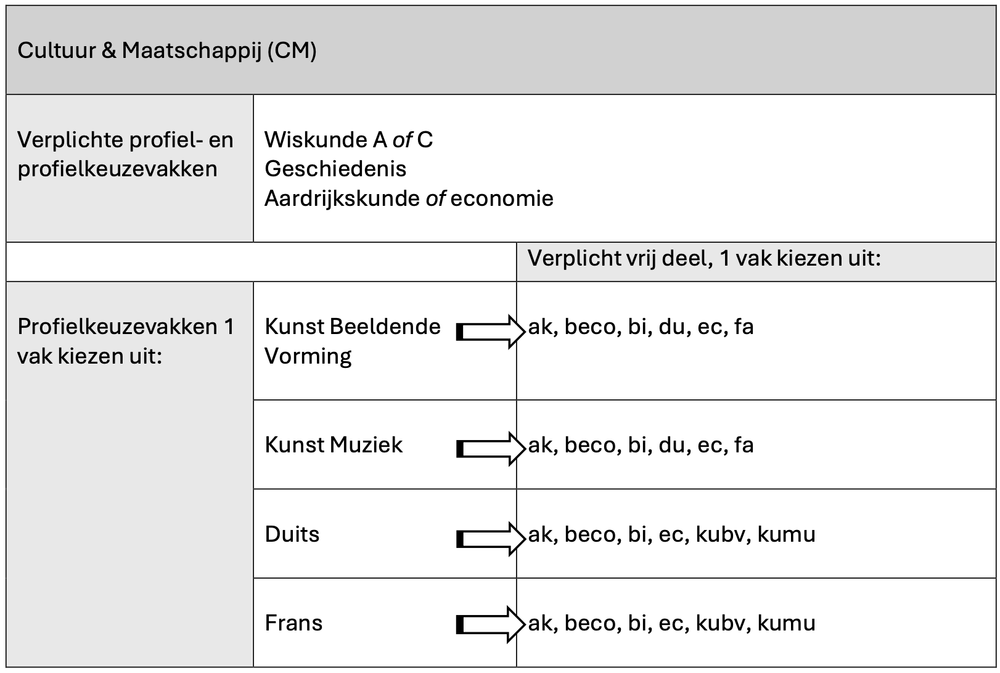 Cultuur & Maatschappij (CM)
Verplichte profiel- en
profielkeuzevakken
Wiskunde A of C
Geschiedenis
Aardrijkskunde of economie
Verplicht vrij deel, 1 vak kiezen uit:
Profielkeuzevakken 1
vak kiezen uit:
Kunst Beeldende
Vorming
ak, beco, bi, du, ec, fa
Kunst Muziek
ak, beco, bi, du, ec, fa
Duits
ak, beco, bi, ec, kubv, kumu
Frans
ak, beco, bi, ec, kubv, kumu